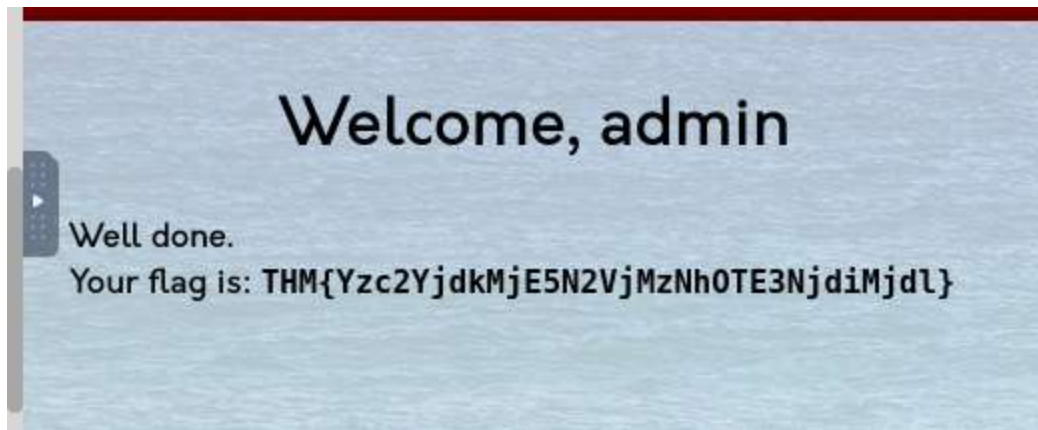 Welcome, admin
Well done.
Your flag is: THM{Yzc2YjdkMjE5N2VjMzNhOTE3NjdiMjdl}